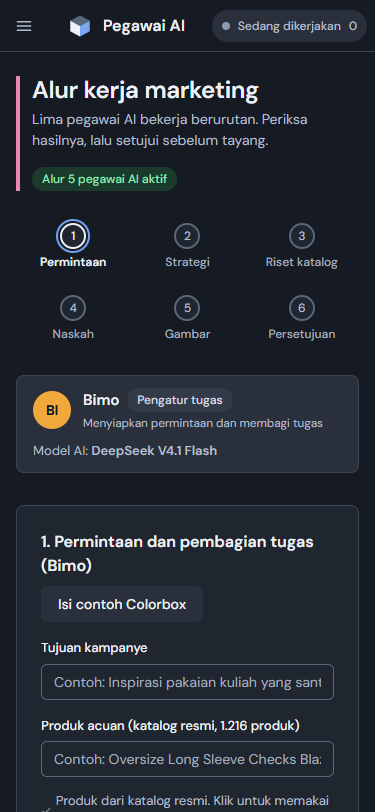 Pegawai AI
Sedang dikerjakan 0
Alur kerja marketing
Lima pegawai AI bekerja berurutan. Periksa
hasilnya, lalu setujui sebelum tayang.
Alur 5 pegawai AI aktif
1 2 3
Permintaan Strategi Riset katalog
4 5 6
Naskah Gambar Persetujuan
BI
Bimo Pengatur tugas
Menyiapkan permintaan dan membagi tugas
Model AI: DeepSeek V4.1 Flash
1. Permintaan dan pembagian tugas
(Bimo)
Isi contoh Colorbox
Tujuan kampanye
Contoh: Inspirasi pakaian kuliah yang sant
Produk acuan (katalog resmi, 1.216 produk)
Contoh: Oversize Long Sleeve Checks Bla
Produk dari katalog resmi. Klik untuk memakai